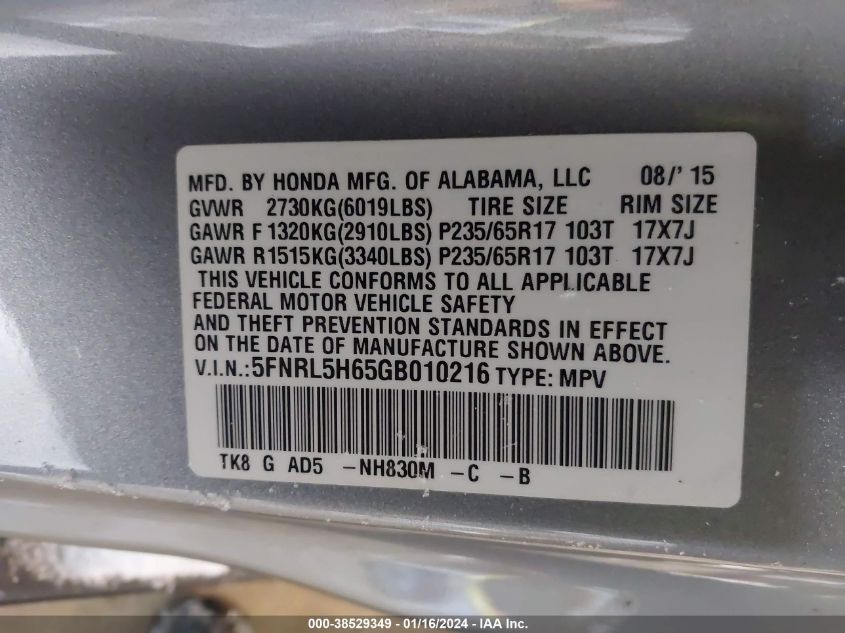 MFD. BY HONDA MFG. OF ALABAMA, LLC 08/' 15
GVWR 2730KG(6019LBS) TIRE SIZE RIM SIZE
GAWR F 1320KG(2910LBS) P235/65R17 103T 17X7J
GAWR R1515KG(3340LBS) P235/65R17 103T 17X7J
THIS VEHICLE CONFORMS TO ALL APPLICABLE
FEDERAL MOTOR VEHICLE SAFETY
AND THEFT PREVENTION STANDARDS IN EFFECT
ON THE DATE OF MANUFACTURE SHOWN ABOVE.
V.I.N.:5FNRL5H65GB010216 TYPE: MPV
TK8 G AD5 -NH830M -C -B
000-38529349 - 01/16/2024 - IAA Inc.